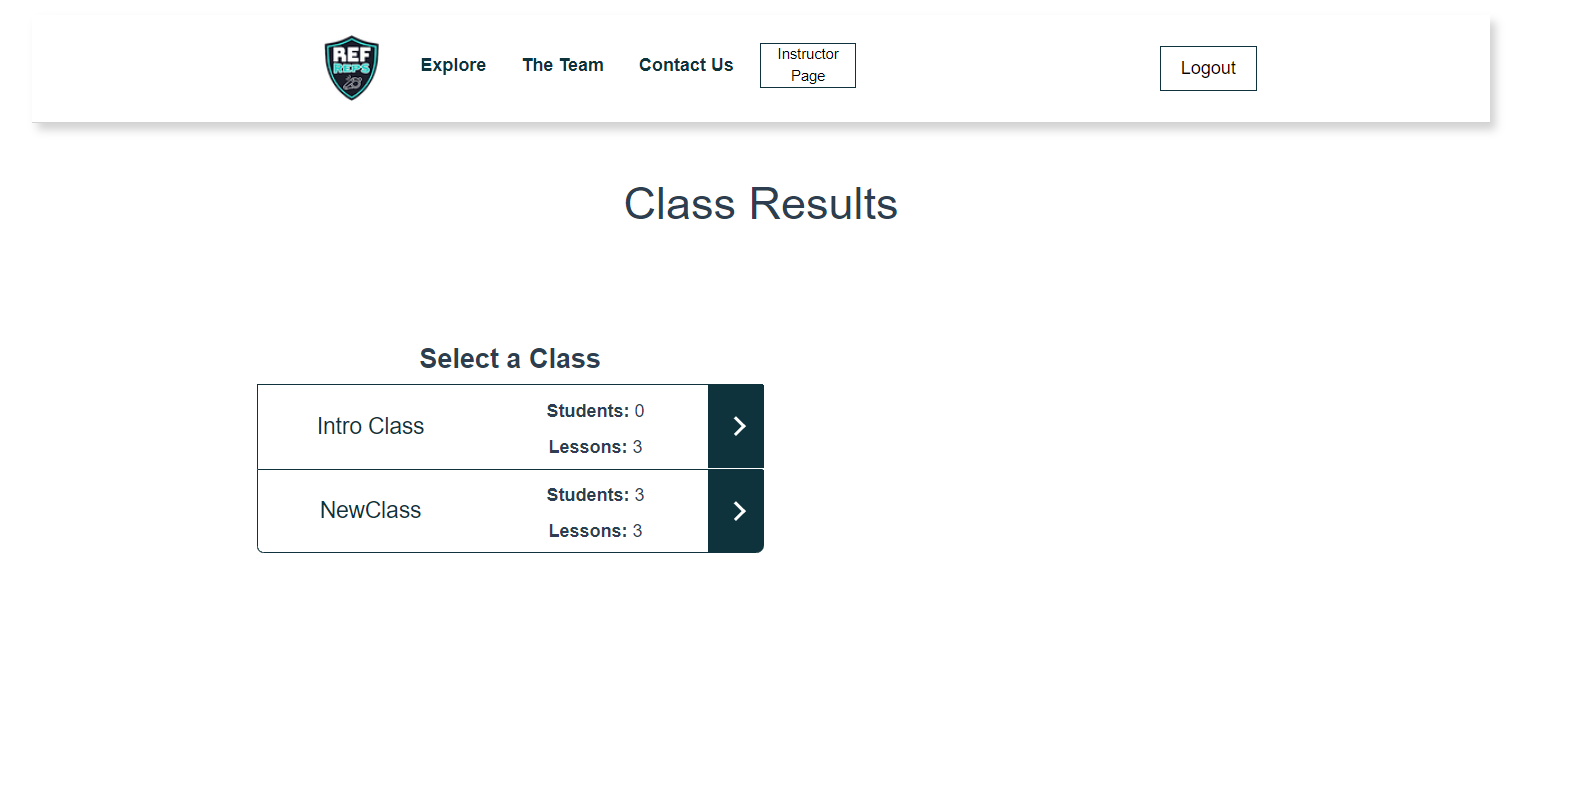 REF
REPS
Explore
The Team
Contact Us
Instructor
Page
Logout
Class Results
Select a Class
Intro Class
Students: 0
Lessons: 3
NewClass
Students: 3
Lessons: 3